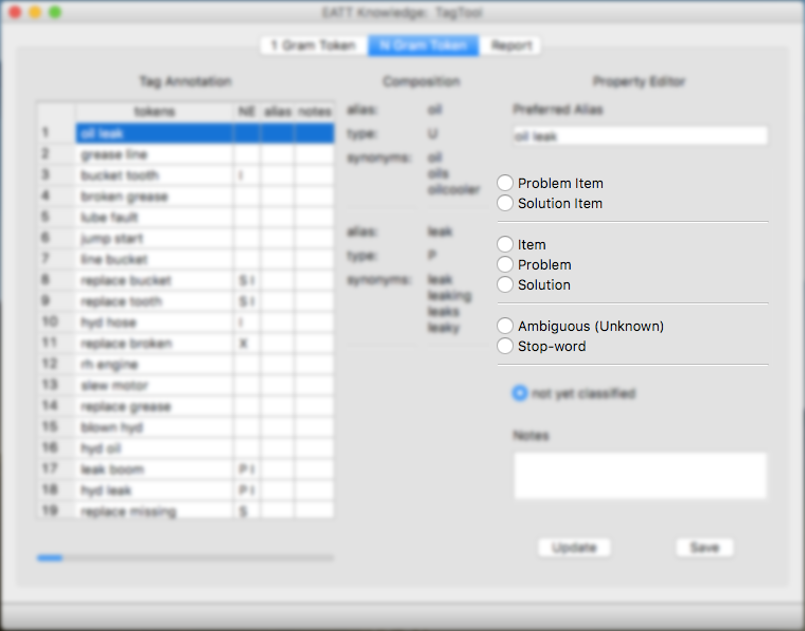 EATT Knowledge: TagTool
1 Gram Token
N Gram Token
Report
Tag Annotation
tokens NE alias notes
1 oil leak
2 grease line
3 bucket tooth I
4 broken grease
5 lube fault
6 jump start
7 line bucket
8 replace bucket S I
9 replace tooth S I
10 hyd hose I
11 replace broken X
12 rh engine
13 slew motor
14 replace grease
15 blown hyd
16 hyd oil
17 leak boom P I
18 hyd leak P I
19 replace missing S
Composition
alias: oil
type: U
synonyms: oil
oils
oilcooler
alias: leak
type: P
synonyms: leak
leaking
leaks
leaky
Property Editor
Preferred Alias
oil leak
Problem Item
Solution Item
Item
Problem
Solution
Ambiguous (Unknown)
Stop-word
not yet classified
Notes
Update
Save